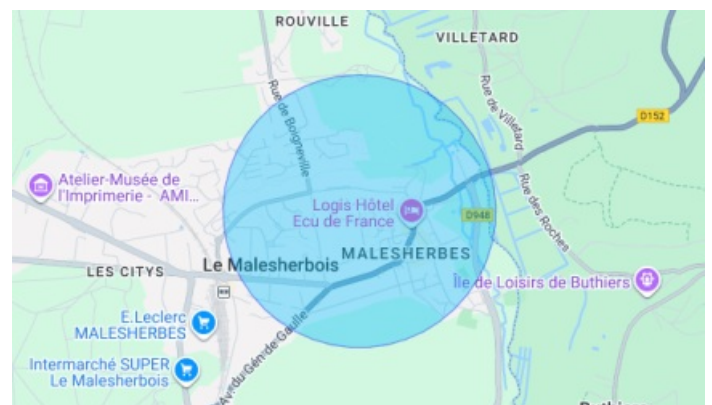 ROUVILLE
VILLETARD
Rue de Boigneville
Rue de Villetard
D152
Atelier-Musée de
l'Imprimerie - AMI...
Logis Hôtel
Ecu de France
D948
Rue des Roches
MALESHERBES
Le Malesherbois
LES CITYS
Île de Loisirs de Buthiers
E.Leclerc
MALESHERBES
Intermarché SUPER
Le Malesherbois
Av. du Gén de Gaulle